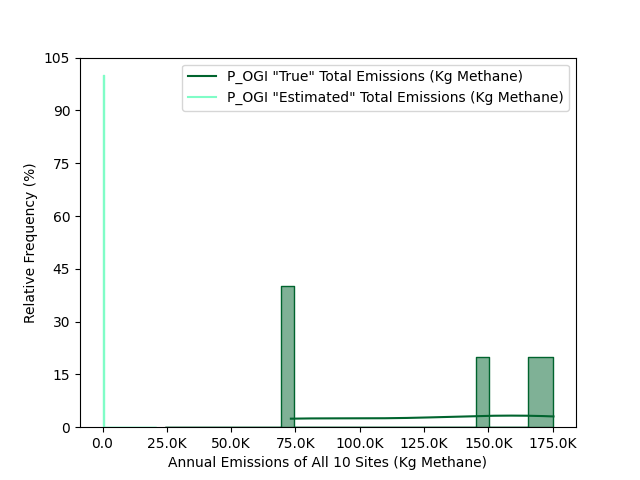 P_OGI "True" Total Emissions (Kg Methane)
P_OGI "Estimated" Total Emissions (Kg Methane)
105
90
75
60
45
30
15
0
Relative Frequency (%)
0.0 25.0K 50.0K 75.0K 100.0K 125.0K 150.0K 175.0K
Annual Emissions of All 10 Sites (Kg Methane)